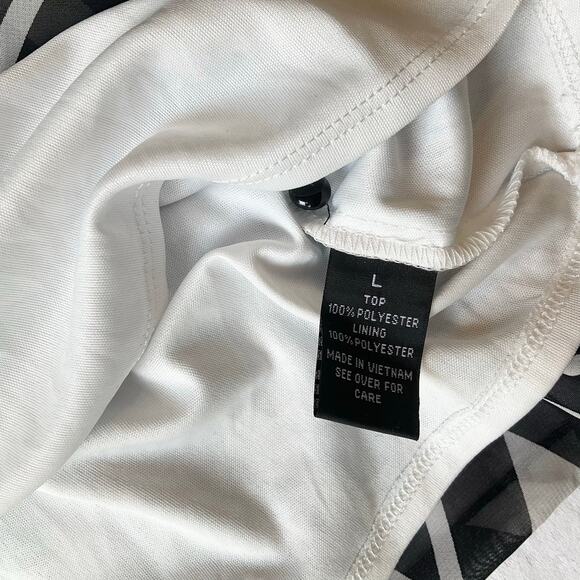 L
TOP
100% POLYESTER
LINING
100% POLYESTER
MADE IN VIETNAM
SEE OVER FOR
CARE